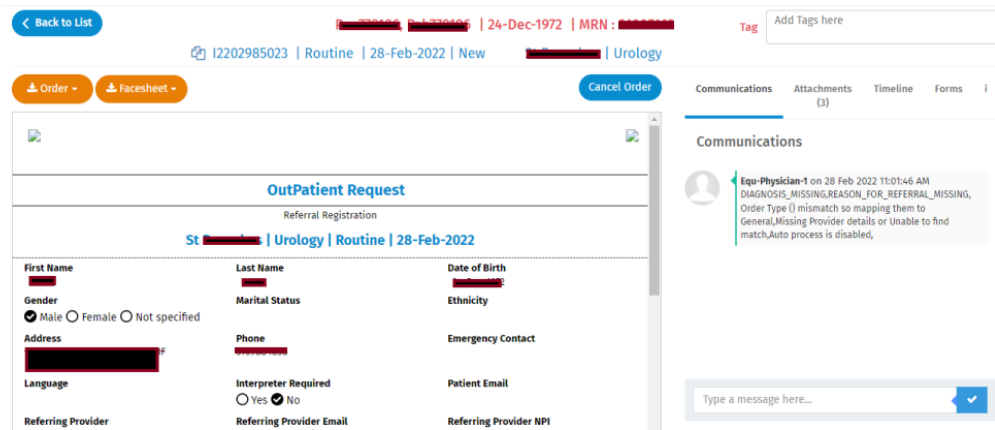 Back to List
| 24-Dec-1972 | MRN :
Tag
Add Tags here
I2202985023 | Routine | 28-Feb-2022 | New
| Urology
Order
Facesheet
Cancel Order
Communications
Attachments
(3)
Timeline
Forms
i
OutPatient Request
Referral Registration
St | Urology | Routine | 28-Feb-2022
First Name
Last Name
Date of Birth
Gender
Marital Status
Ethnicity
Male Female Not specified
Address
Phone
Emergency Contact
Language
Interpreter Required
Patient Email
Yes No
Referring Provider
Referring Provider Email
Referring Provider NPI
Communications
Equ-Physician-1 on 28 Feb 2022 11:01:46 AM
DIAGNOSIS_MISSING,REASON_FOR_REFERRAL_MISSING,
Order Type () mismatch so mapping them to
General,Missing Provider details or Unable to find
match,Auto process is disabled,
Type a message here...